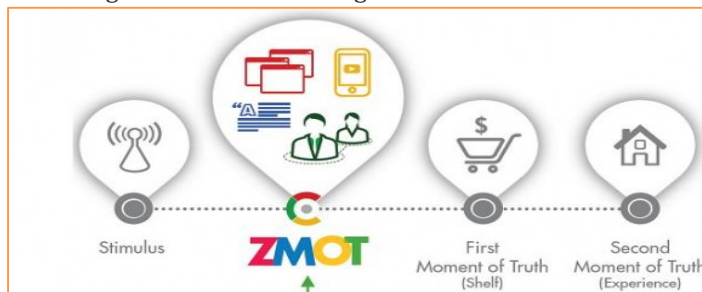 “A
$
Stimulus
ZMOT
First
Moment of Truth
(Shelf)
Second
Moment of Truth
(Experience)